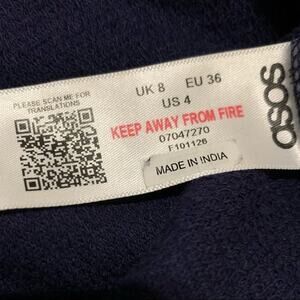 PLEASE SCAN ME FOR
TRANSLATIONS
UK 8 EU 36
US 4
KEEP AWAY FROM FIRE
07047270
F101126
MADE IN INDIA
asos